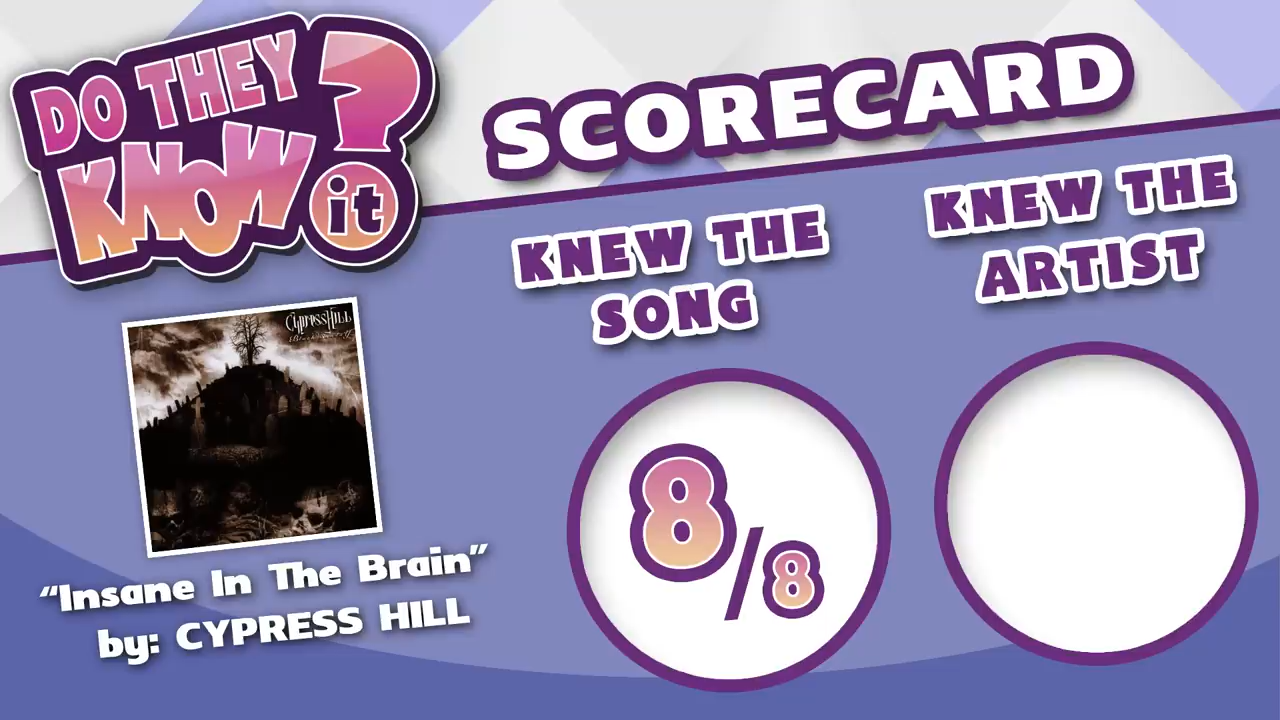 DO THEY
KNOW it?
SCORECARD
KNEW THE
SONG
KNEW THE
ARTIST
CYPRESS HILL
8/8
“Insane In The Brain”
by: CYPRESS HILL